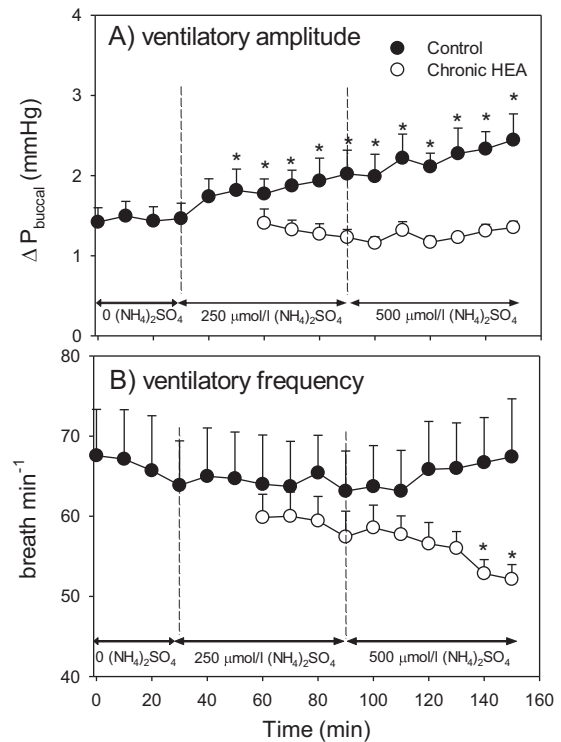 A) ventilatory amplitude
Control
Chronic HEA
Δ P_buccal (mmHg)
4
3
2
1
0
* * * * * * * * * * *
0 (NH₄)₂SO₄
250 μmol/l (NH₄)₂SO₄
500 μmol/l (NH₄)₂SO₄
B) ventilatory frequency
breath min⁻¹
80
70
60
50
40
* *
0 (NH₄)₂SO₄
250 μmol/l (NH₄)₂SO₄
500 μmol/l (NH₄)₂SO₄
0 20 40 60 80 100 120 140 160
Time (min)